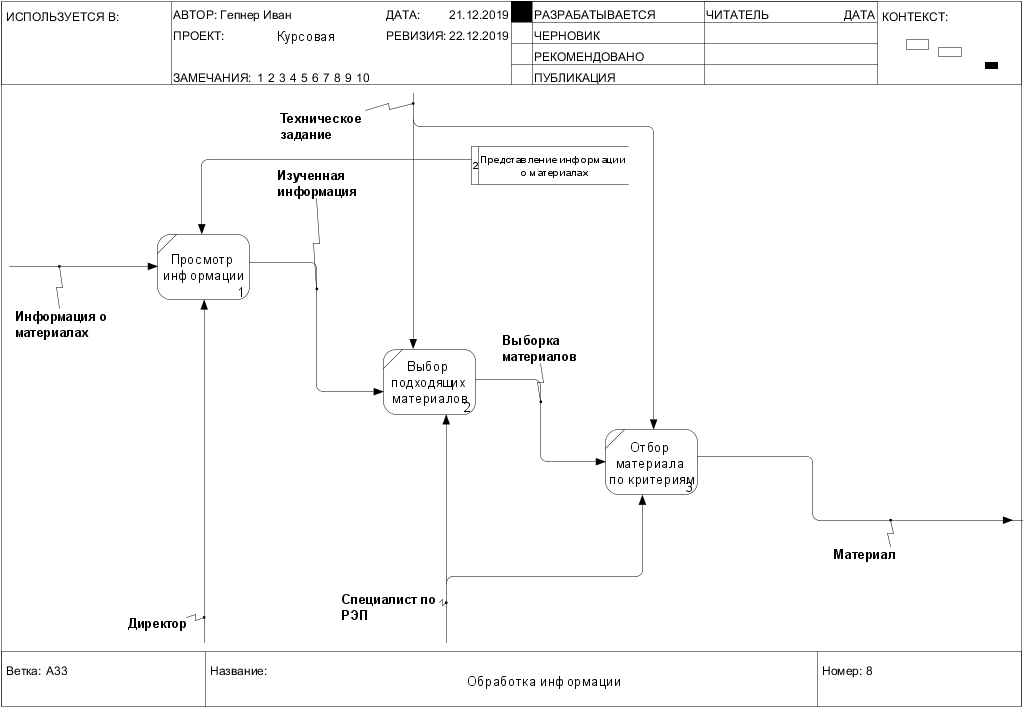 ИСПОЛЬЗУЕТСЯ В:
АВТОР: Гепнер Иван
ДАТА: 21.12.2019
РАЗРАБАТЫВАЕТСЯ
ЧИТАТЕЛЬ
ДАТА
КОНТЕКСТ:
ПРОЕКТ: Курсовая
РЕВИЗИЯ: 22.12.2019
ЧЕРНОВИК
РЕКОМЕНДОВАНО
ЗАМЕЧАНИЯ: 1 2 3 4 5 6 7 8 9 10
ПУБЛИКАЦИЯ
Техническое
задание
2
Представление информации
о материалах
Изученная
информация
Просмотр
информации
1
Информация о
материалах
Выборка
материалов
Выбор
подходящих
материалов
2
Отбор
материала
по критериям
3
Материал
Специалист по
РЭП
Директор
Ветка: A33
Название:
Обработка информации
Номер: 8